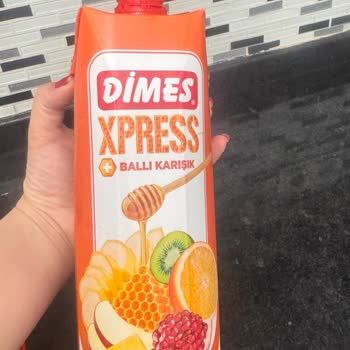 DİMES
XPRESS
+ BALLI KARIŞIK